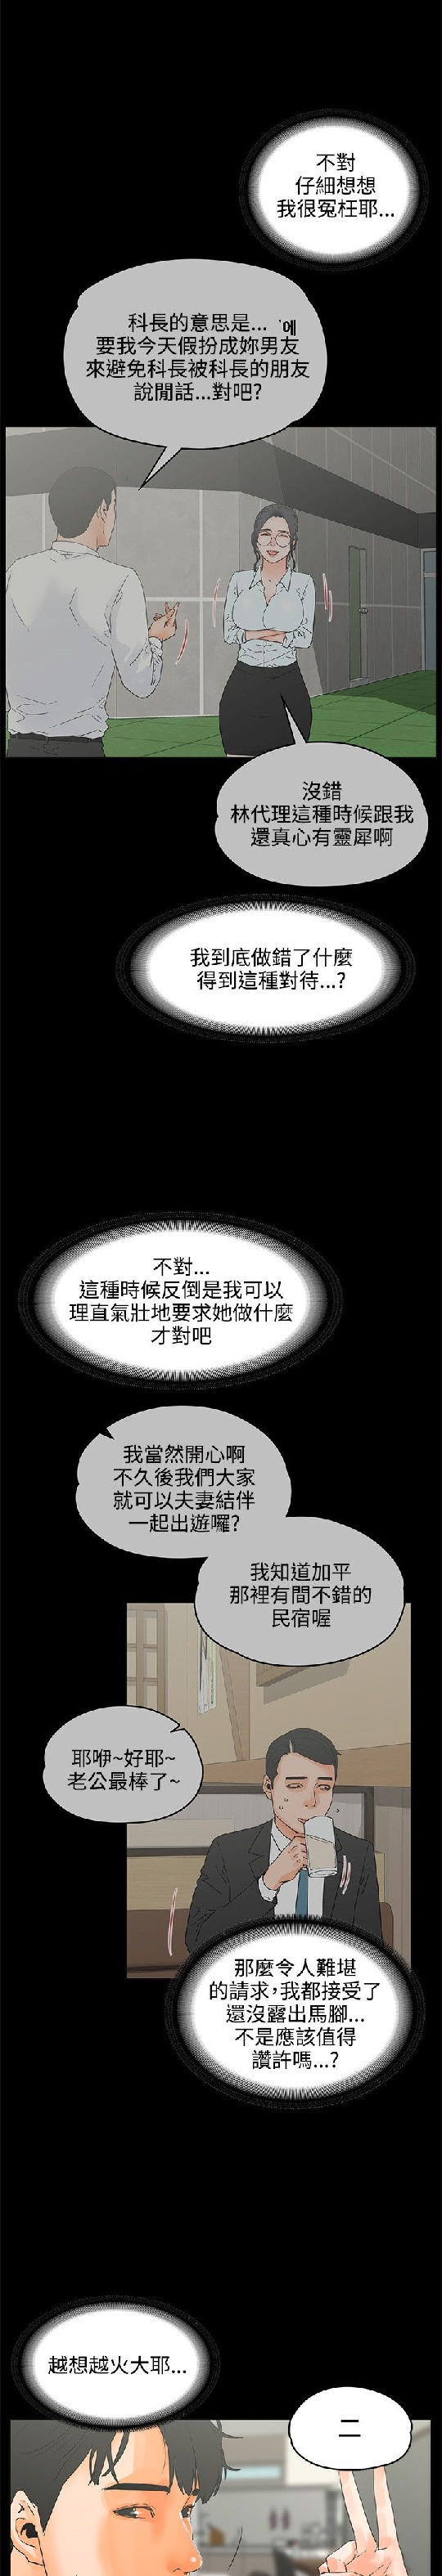 不對
仔細想想
我很冤枉耶...
科長的意思是... 에
要我今天假扮成妳男友
來避免科長被科長的朋友
說閒話...對吧?
沒錯
林代理這種時候跟我
還真心有靈犀啊
我到底做錯了什麼
得到這種對待...?
不對...
這種時候反倒是我可以
理直氣壯地要求她做什麼
才對吧
我當然開心啊
不久後我們大家
就可以夫妻結伴
一起出遊囉?
我知道加平
那裡有間不錯的
民宿喔
耶咿~好耶~
老公最棒了~
那麼令人難堪
的請求,我都接受了
還沒露出馬腳...
不是應該值得
讚許嗎...?
越想越火大耶...
二